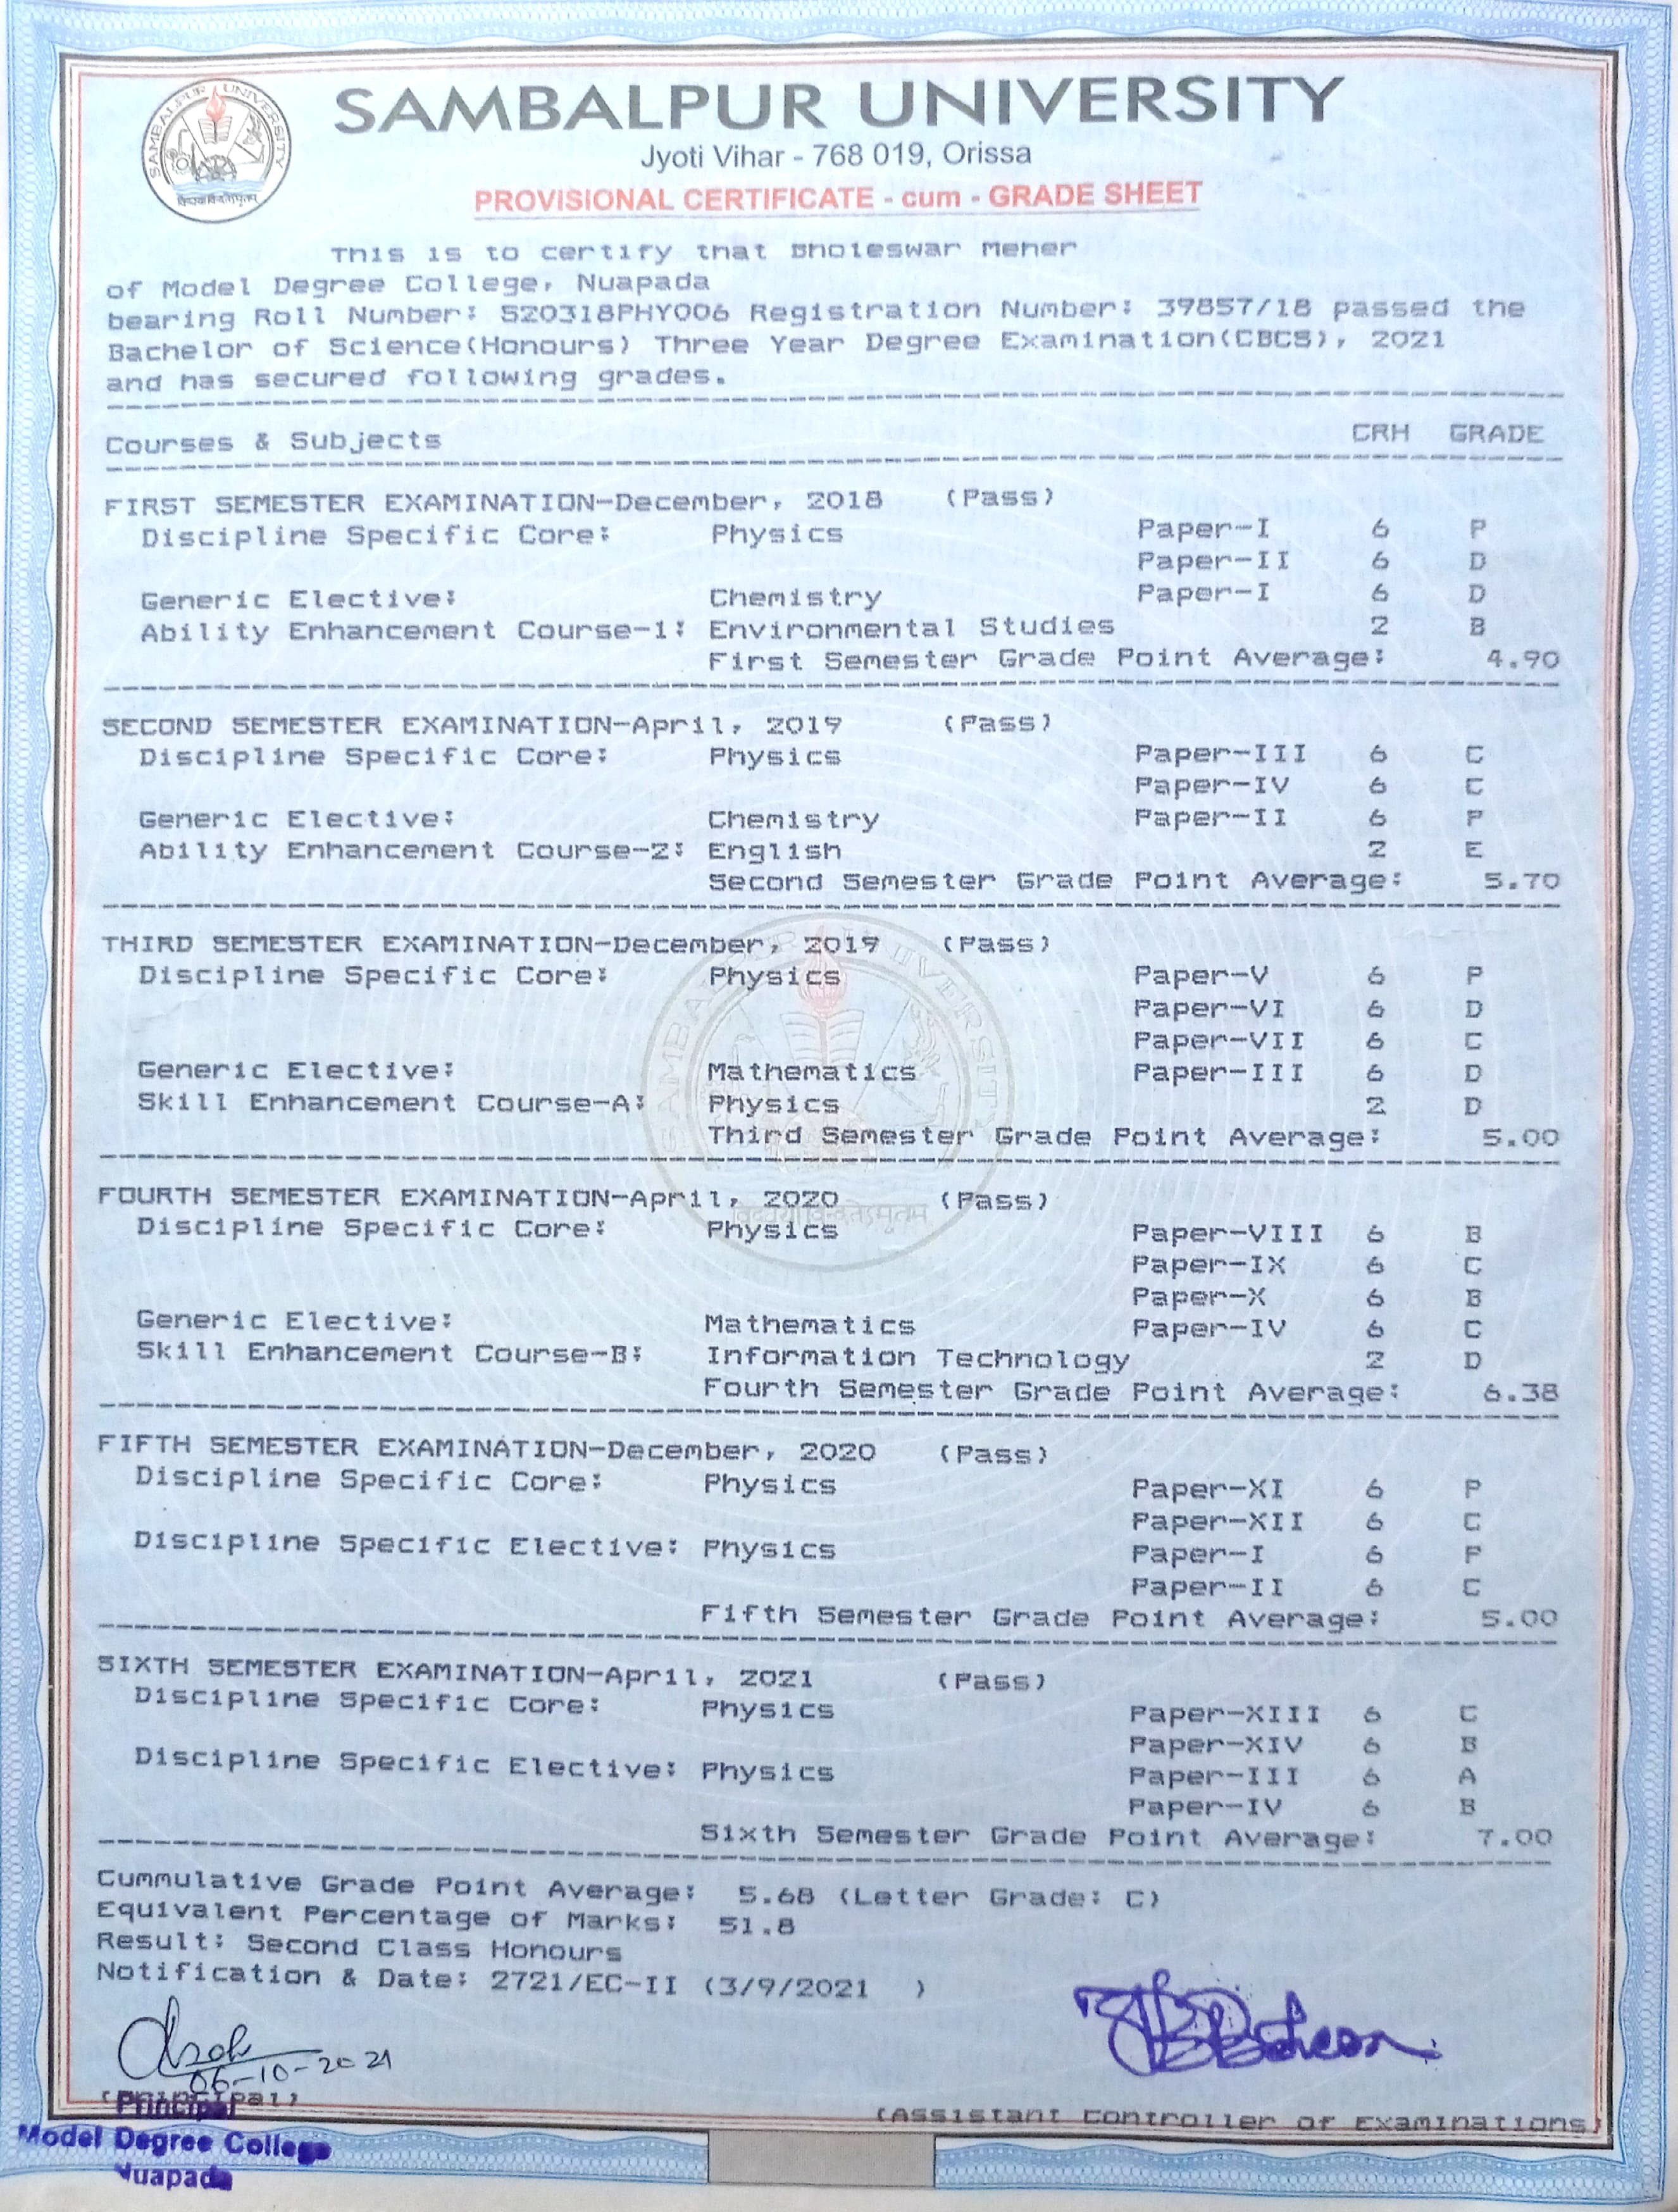 SAMBALPUR UNIVERSITY
SAMBALPUR UNIVERSITY
Jyoti Vihar - 768 019, Orissa
PROVISIONAL CERTIFICATE - cum - GRADE SHEET
This is to certify that Bholeswar Meher
of Model Degree College, Nuapada
bearing Roll Number: S20318PHY006 Registration Number: 39857/18 passed the
Bachelor of Science(Honours) Three Year Degree Examination(CBCS), 2021
and has secured following grades.
Courses & Subjects CRH GRADE
FIRST SEMESTER EXAMINATION-December, 2018 (Pass)
Discipline Specific Core: Physics Paper-I 6 P
Paper-II 6 D
Generic Elective: Chemistry Paper-I 6 D
Ability Enhancement Course-1: Environmental Studies 2 B
First Semester Grade Point Average: 4.90
SECOND SEMESTER EXAMINATION-April, 2019 (Pass)
Discipline Specific Core: Physics Paper-III 6 C
Paper-IV 6 C
Generic Elective: Chemistry Paper-II 6 P
Ability Enhancement Course-2: English 2 E
Second Semester Grade Point Average: 5.70
THIRD SEMESTER EXAMINATION-December, 2019 (Pass)
Discipline Specific Core: Physics Paper-V 6 P
Paper-VI 6 D
Paper-VII 6 C
Generic Elective: Mathematics Paper-III 6 D
Skill Enhancement Course-A: Physics 2 D
Third Semester Grade Point Average: 5.00
FOURTH SEMESTER EXAMINATION-April, 2020 (Pass)
Discipline Specific Core: Physics Paper-VIII 6 B
Paper-IX 6 C
Paper-X 6 B
Generic Elective: Mathematics Paper-IV 6 C
Skill Enhancement Course-B: Information Technology 2 D
Fourth Semester Grade Point Average: 6.38
FIFTH SEMESTER EXAMINATION-December, 2020 (Pass)
Discipline Specific Core: Physics Paper-XI 6 P
Paper-XII 6 C
Discipline Specific Elective: Physics Paper-I 6 P
Paper-II 6 C
Fifth Semester Grade Point Average: 5.00
SIXTH SEMESTER EXAMINATION-April, 2021 (Pass)
Discipline Specific Core: Physics Paper-XIII 6 C
Paper-XIV 6 B
Discipline Specific Elective: Physics Paper-III 6 A
Paper-IV 6 B
Sixth Semester Grade Point Average: 7.00
Cummulative Grade Point Average: 5.68 (Letter Grade: C)
Equivalent Percentage of Marks: 51.8
Result: Second Class Honours
Notification & Date: 2721/EC-II (3/9/2021 )
06-10-2021
(Principal)
Principal
(Assistant Controller of Examinations)
Model Degree College
Nuapada